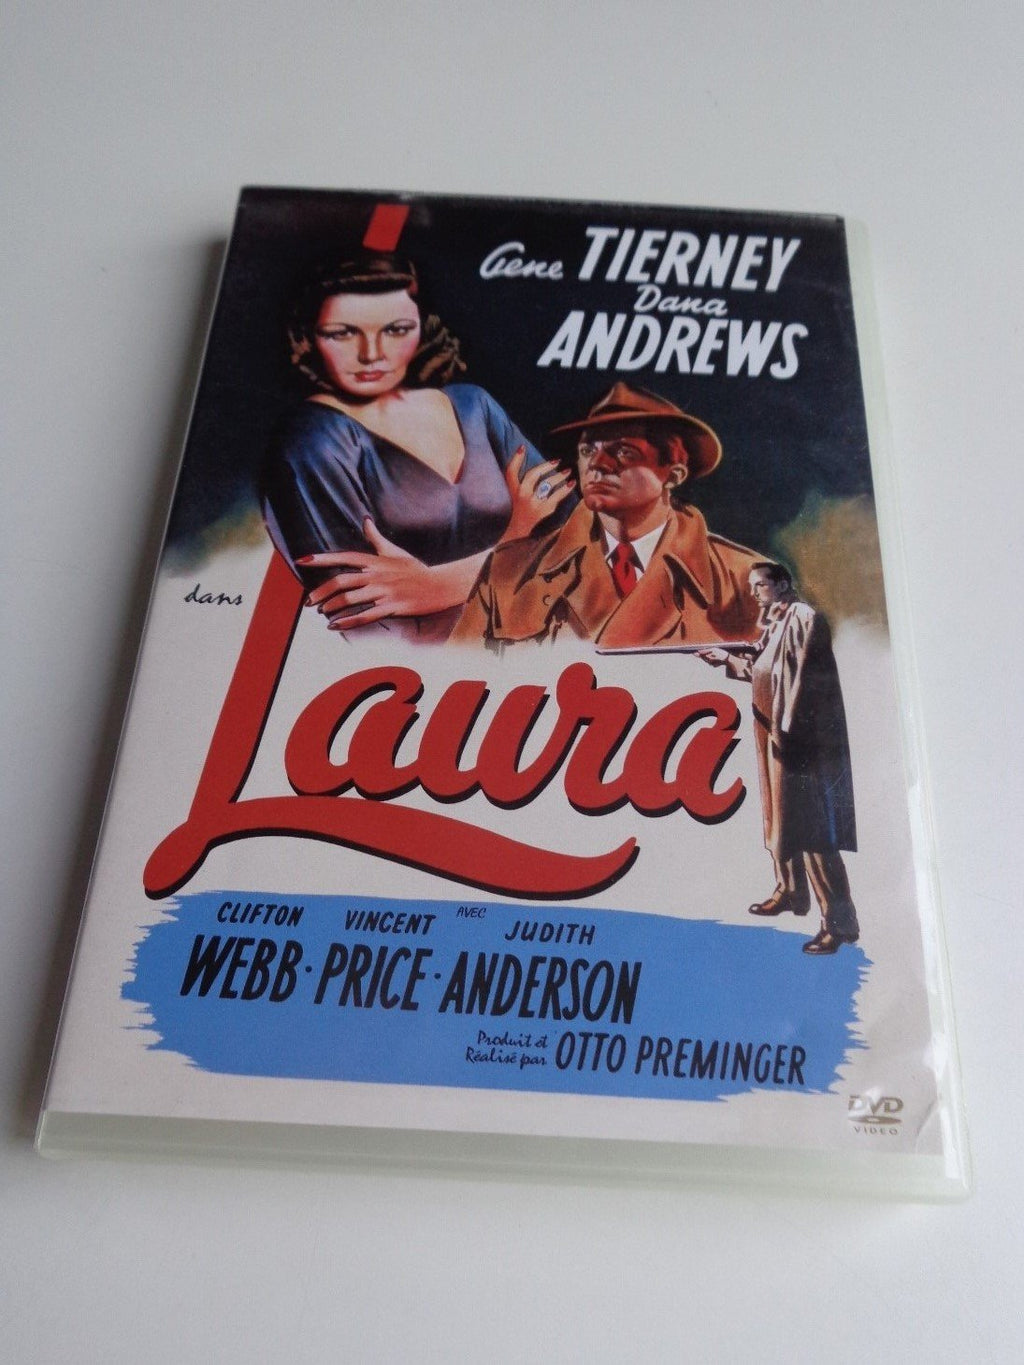 Gene TIERNEY
Dana
ANDREWS
dans
Laura
CLIFTON VINCENT AVEC JUDITH
WEBB · PRICE · ANDERSON
Produit et
Réalisé par OTTO PREMINGER
DVD
VIDEO